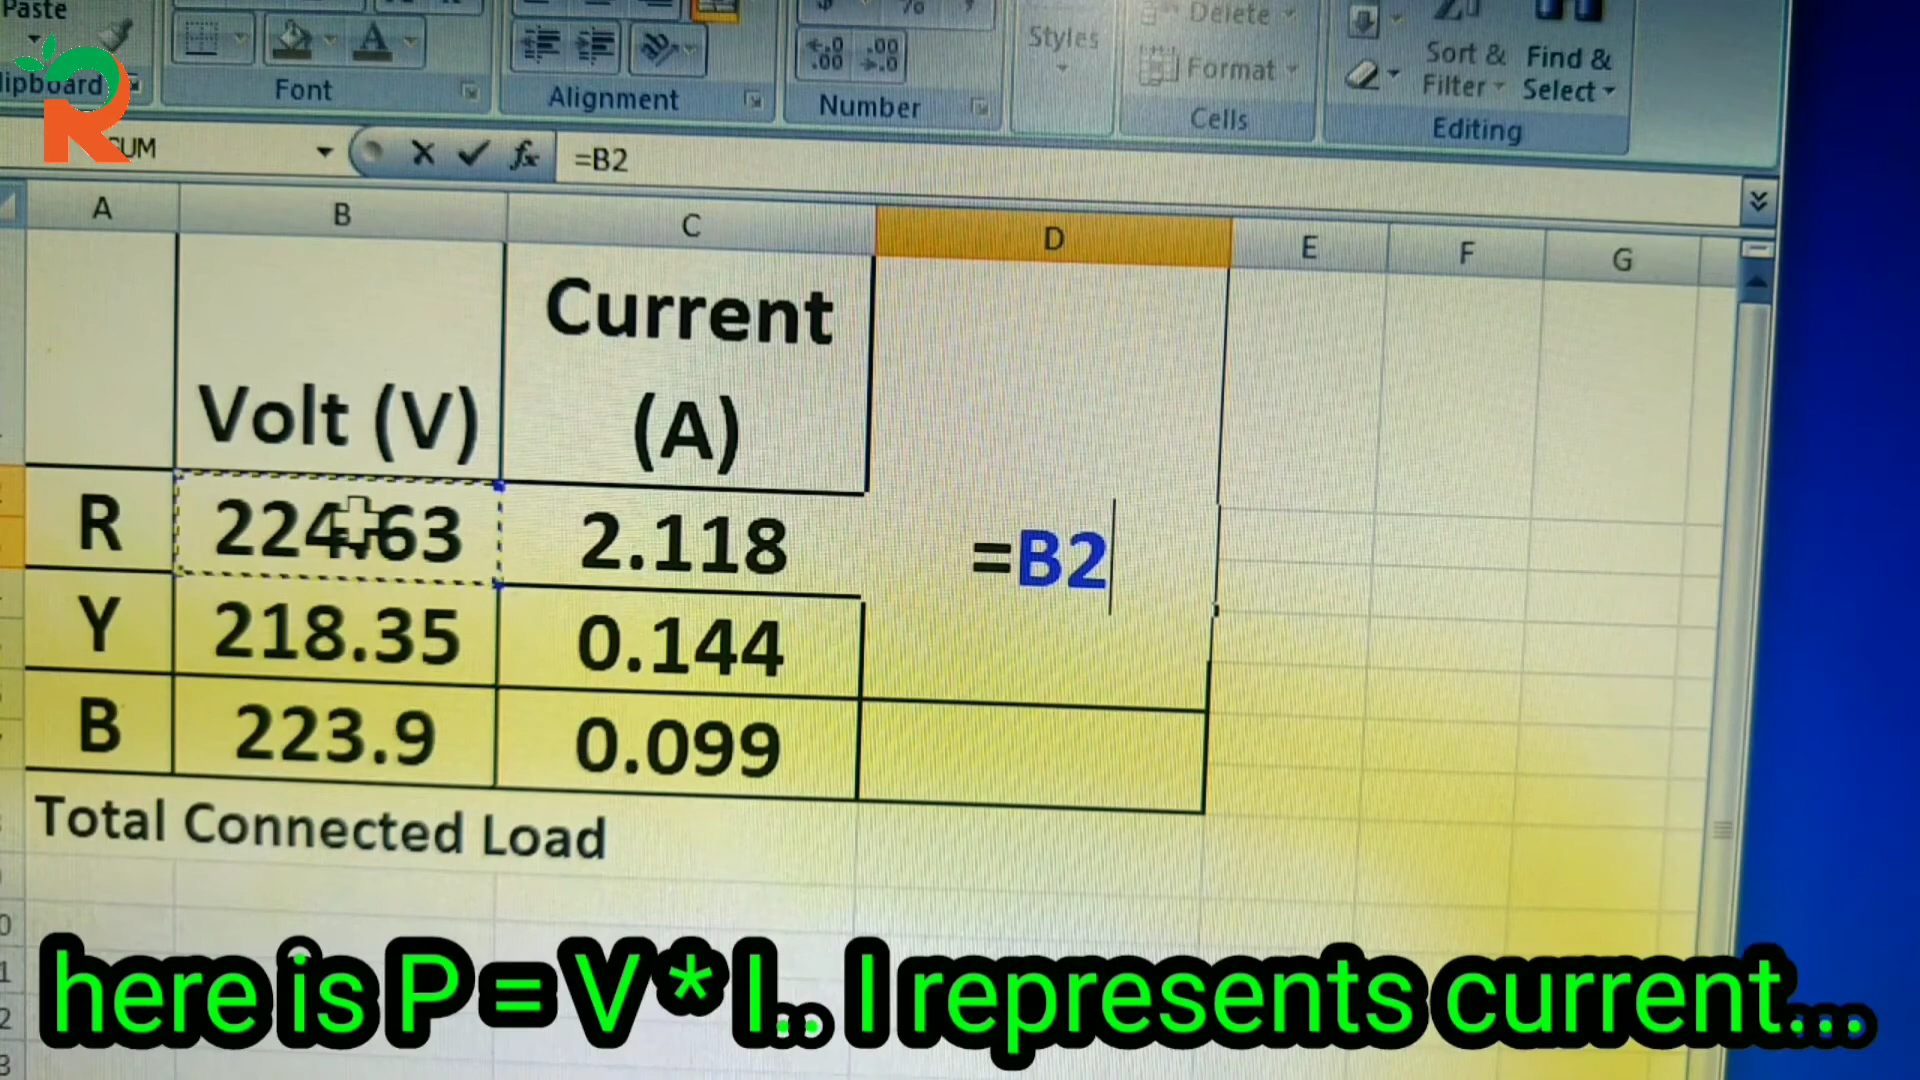 Paste
Delete
Styles
Format
Sort &
Filter
Find &
Select
Font
Alignment
Number
Cells
Editing
=B2
A B C D E F G
Current
Volt (V) (A)
R 224.63 2.118 =B2
Y 218.35 0.144
B 223.9 0.099
Total Connected Load
here is P = V * I.. I represents current...